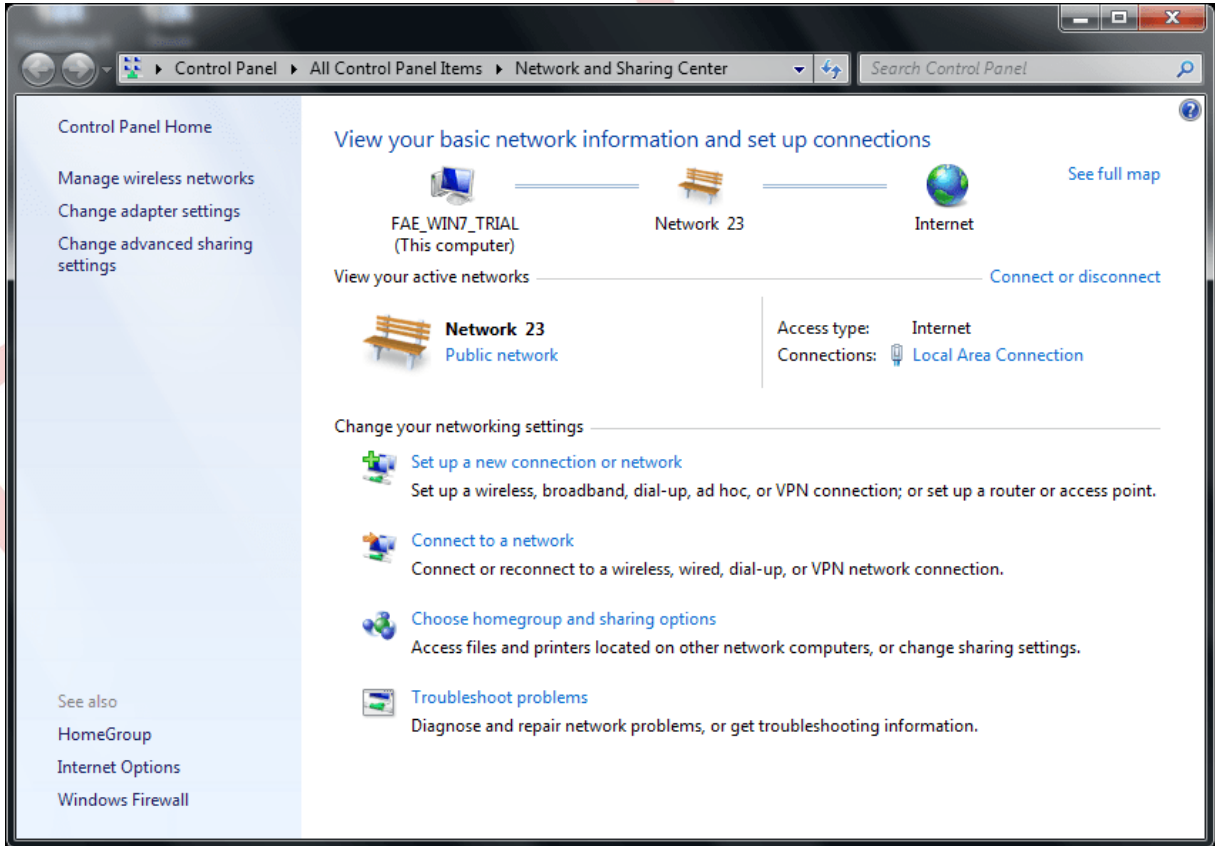 Control Panel All Control Panel Items Network and Sharing Center
Search Control Panel
Control Panel Home
Manage wireless networks
Change adapter settings
Change advanced sharing
settings
See also
HomeGroup
Internet Options
Windows Firewall
View your basic network information and set up connections
See full map
FAE_WIN7_TRIAL
(This computer)
Network 23
Internet
View your active networks
Connect or disconnect
Network 23
Public network
Access type: Internet
Connections: Local Area Connection
Change your networking settings
Set up a new connection or network
Set up a wireless, broadband, dial-up, ad hoc, or VPN connection; or set up a router or access point.
Connect to a network
Connect or reconnect to a wireless, wired, dial-up, or VPN network connection.
Choose homegroup and sharing options
Access files and printers located on other network computers, or change sharing settings.
Troubleshoot problems
Diagnose and repair network problems, or get troubleshooting information.